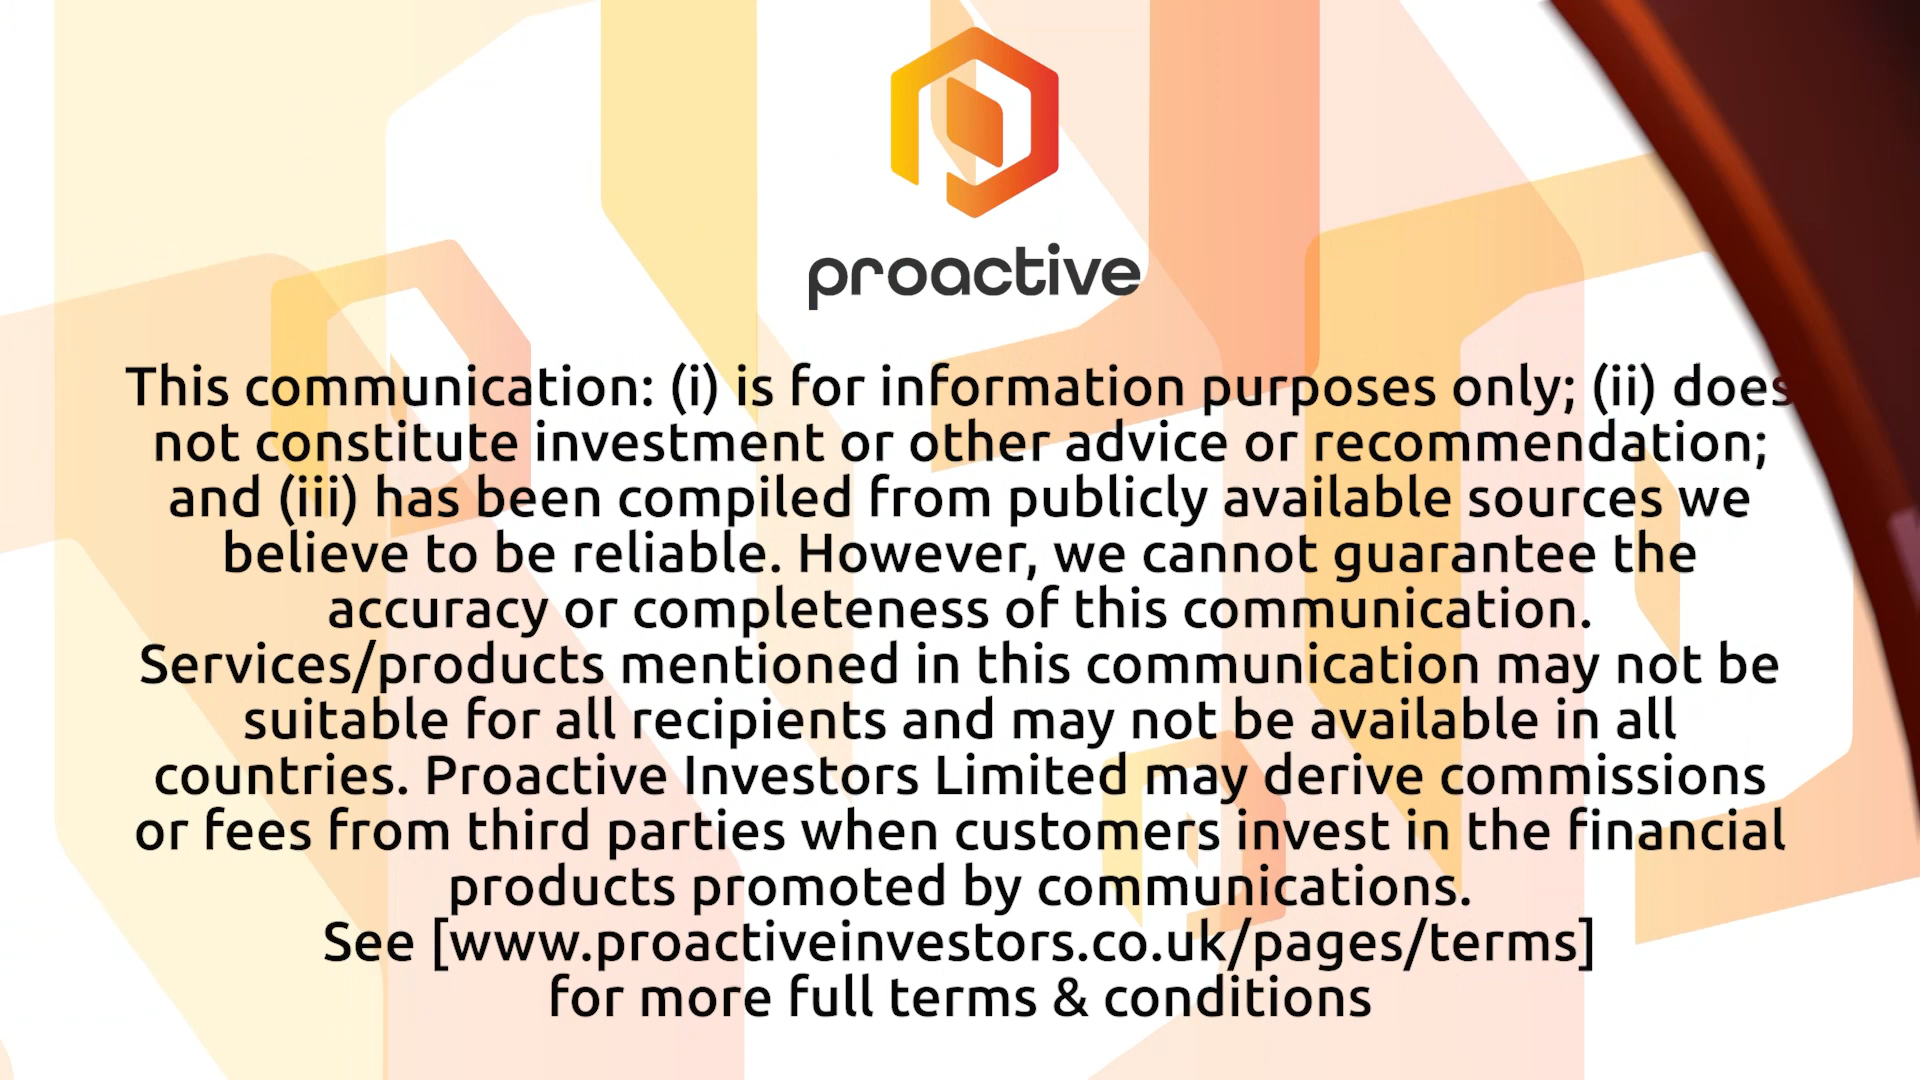 proactive
This communication: (i) is for information purposes only; (ii) does
not constitute investment or other advice or recommendation;
and (iii) has been compiled from publicly available sources we
believe to be reliable. However, we cannot guarantee the
accuracy or completeness of this communication.
Services/products mentioned in this communication may not be
suitable for all recipients and may not be available in all
countries. Proactive Investors Limited may derive commissions
or fees from third parties when customers invest in the financial
products promoted by communications.
See [www.proactiveinvestors.co.uk/pages/terms]
for more full terms & conditions